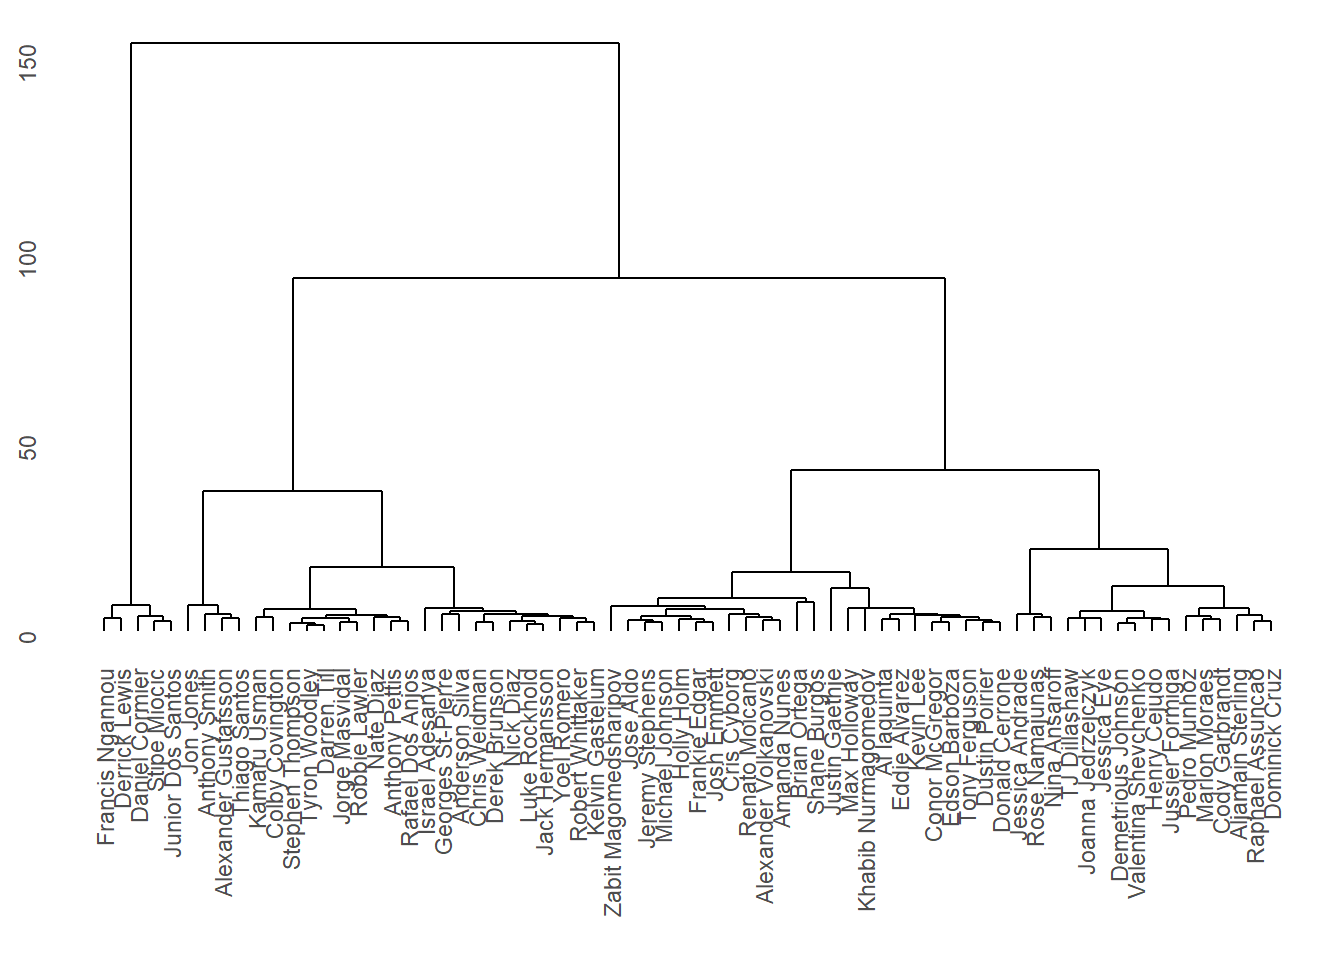 150
100
50
0
Francis Ngannou
Derrick Lewis
Daniel Cormier
Stipe Miocic
Junior Dos Santos
Jon Jones
Anthony Smith
Alexander Gustafsson
Thiago Santos
Kamaru Usman
Colby Covington
Stephen Thompson
Tyron Woodley
Darren Till
Jorge Masvidal
Robbie Lawler
Nate Diaz
Anthony Pettis
Rafael Dos Anjos
Israel Adesanya
Georges St-Pierre
Anderson Silva
Chris Weidman
Derek Brunson
Nick Diaz
Luke Rockhold
Jack Hermansson
Yoel Romero
Robert Whittaker
Kelvin Gastelum
Zabit Magomedsharipov
Jose Aldo
Jeremy Stephens
Michael Johnson
Holly Holm
Frankie Edgar
Josh Emmett
Cris Cyborg
Renato Moicano
Alexander Volkanovski
Amanda Nunes
Brian Ortega
Shane Burgos
Justin Gaethje
Max Holloway
Khabib Nurmagomedov
Al Iaquinta
Eddie Alvarez
Kevin Lee
Conor McGregor
Edson Barboza
Tony Ferguson
Dustin Poirier
Donald Cerrone
Jessica Andrade
Rose Namajunas
Nina Ansaroff
TJ Dillashaw
Joanna Jedrzejczyk
Jessica Eye
Demetrious Johnson
Valentina Shevchenko
Henry Cejudo
Jussier Formiga
Pedro Munhoz
Marlon Moraes
Cody Garbrandt
Aljamain Sterling
Raphael Assuncao
Dominick Cruz